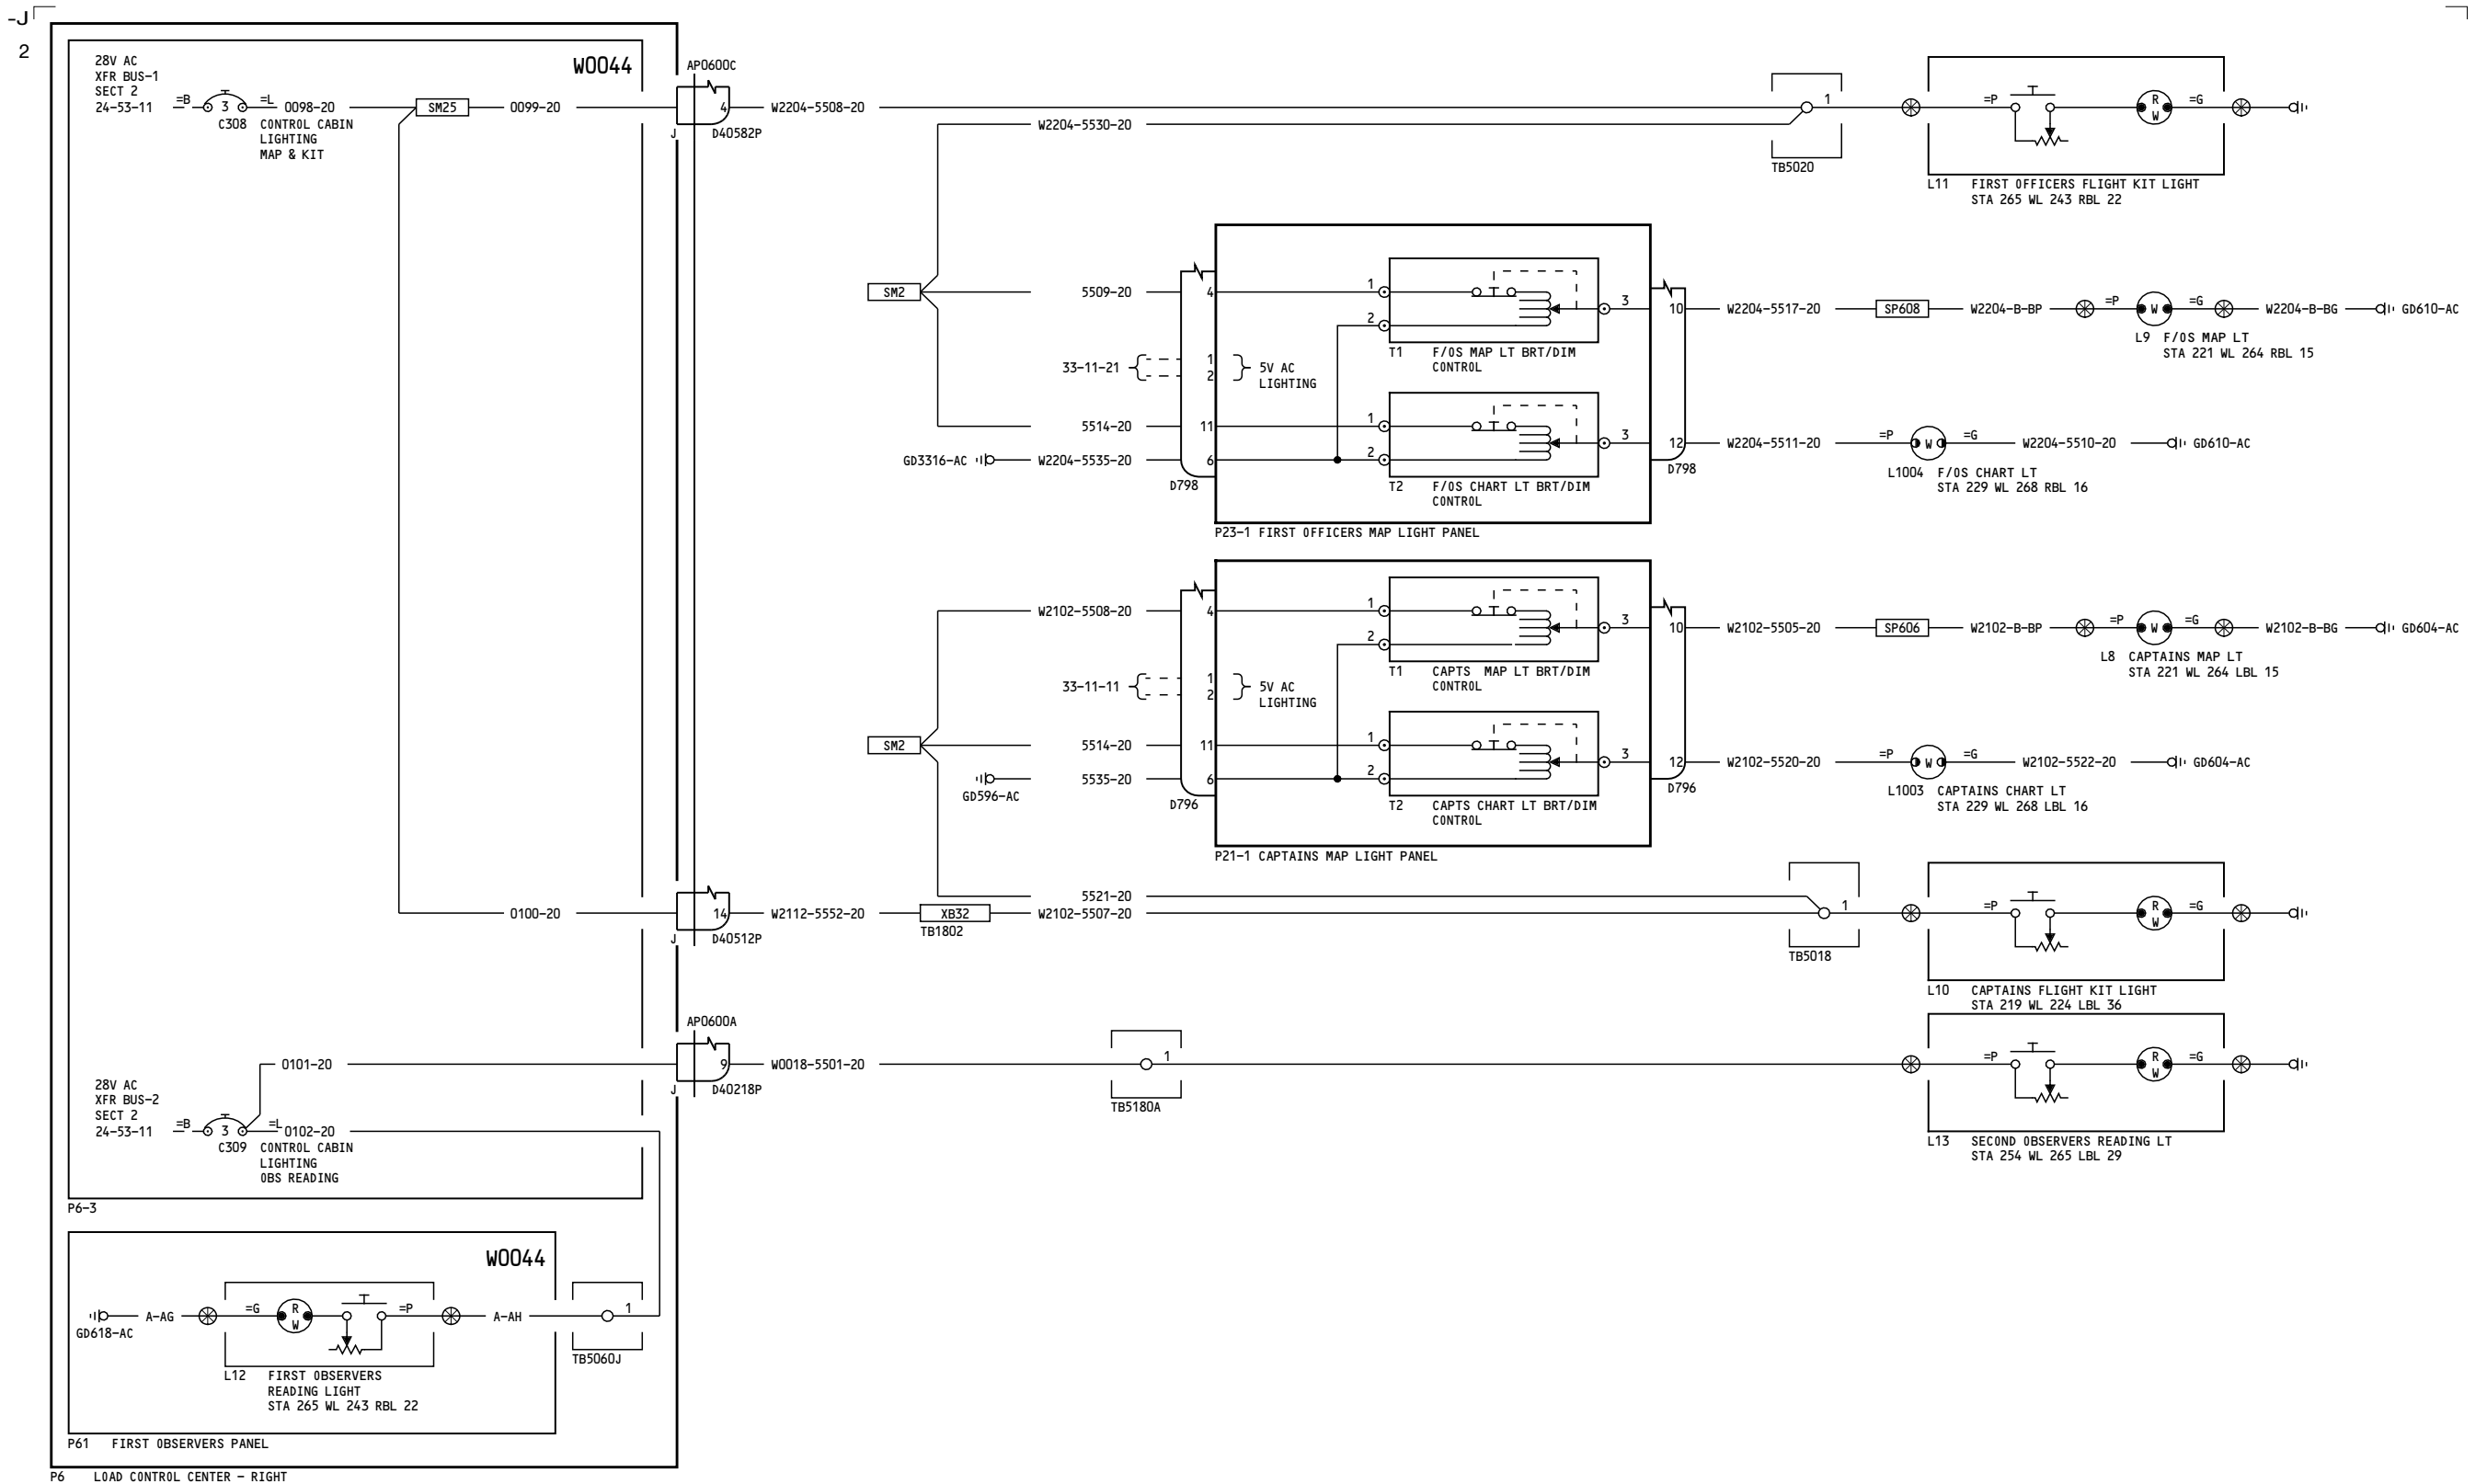 -J
2
28V AC
XFR BUS-1
SECT 2
24-53-11
=B
3
=L
0098-20
SM25
0099-20
W0044
C308
CONTROL CABIN
LIGHTING
MAP & KIT
AP0600C
4
J
D40582P
W2204-5508-20
W2204-5530-20
1
TB5020
=P
R
W
=G
L11 FIRST OFFICERS FLIGHT KIT LIGHT
STA 265 WL 243 RBL 22
SM2
5509-20
4
33-11-21
1
2
5V AC
LIGHTING
5514-20
11
GD3316-AC
W2204-5535-20
6
D798
1
2
3
T1 F/OS MAP LT BRT/DIM
CONTROL
1
2
3
T2 F/OS CHART LT BRT/DIM
CONTROL
P23-1 FIRST OFFICERS MAP LIGHT PANEL
10
W2204-5517-20
SP608
W2204-B-BP
=P
W
=G
W2204-B-BG
GD610-AC
L9 F/OS MAP LT
STA 221 WL 264 RBL 15
12
D798
W2204-5511-20
=P
W
=G
W2204-5510-20
GD610-AC
L1004 F/OS CHART LT
STA 229 WL 268 RBL 16
W2102-5508-20
4
33-11-11
1
2
5V AC
LIGHTING
SM2
5514-20
11
GD596-AC
5535-20
6
D796
1
2
3
T1 CAPTS MAP LT BRT/DIM
CONTROL
1
2
3
T2 CAPTS CHART LT BRT/DIM
CONTROL
P21-1 CAPTAINS MAP LIGHT PANEL
10
W2102-5505-20
SP606
W2102-B-BP
=P
W
=G
W2102-B-BG
GD604-AC
L8 CAPTAINS MAP LT
STA 221 WL 264 LBL 15
12
D796
W2102-5520-20
=P
W
=G
W2102-5522-20
GD604-AC
L1003 CAPTAINS CHART LT
STA 229 WL 268 LBL 16
5521-20
0100-20
14
J
D40512P
W2112-5552-20
XB32
TB1802
W2102-5507-20
1
TB5018
=P
R
W
=G
L10 CAPTAINS FLIGHT KIT LIGHT
STA 219 WL 224 LBL 36
AP0600A
0101-20
9
J
D40218P
W0018-5501-20
1
TB5180A
=P
R
W
=G
L13 SECOND OBSERVERS READING LT
STA 254 WL 265 LBL 29
28V AC
XFR BUS-2
SECT 2
24-53-11
=B
3
=L
0102-20
C309
CONTROL CABIN
LIGHTING
OBS READING
P6-3
W0044
GD618-AC
A-AG
=G
R
W
=P
A-AH
1
TB5060J
L12 FIRST OBSERVERS
READING LIGHT
STA 265 WL 243 RBL 22
P61 FIRST OBSERVERS PANEL
P6 LOAD CONTROL CENTER - RIGHT